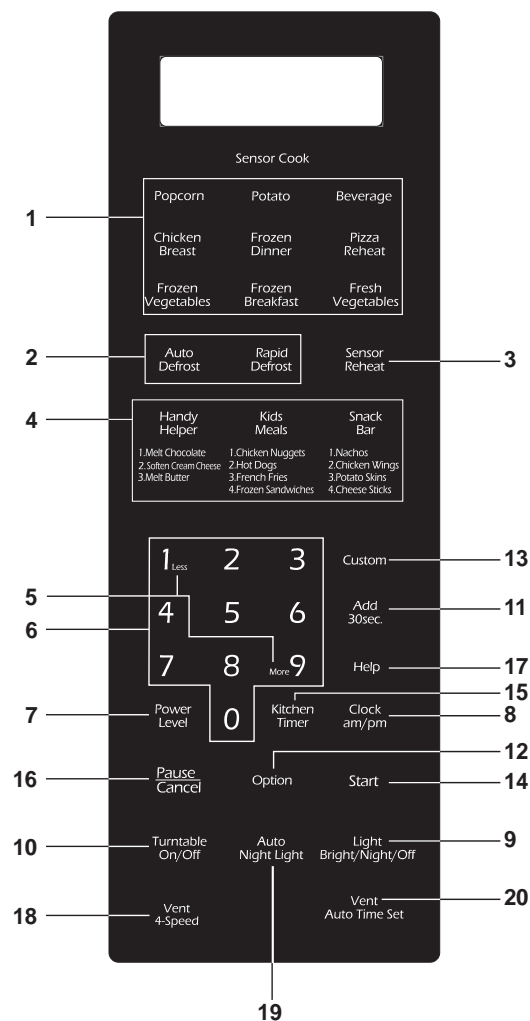 Sensor Cook
Popcorn Potato Beverage
1
Chicken Frozen Pizza
Breast Dinner Reheat
Frozen Frozen Fresh
Vegetables Breakfast Vegetables
2 Auto Rapid Sensor 3
Defrost Defrost Reheat
4 Handy Kids Snack
Helper Meals Bar
1.Melt Chocolate 1.Chicken Nuggets 1.Nachos
2.Soften Cream Cheese 2.Hot Dogs 2.Chicken Wings
3.Melt Butter 3.French Fries 3.Potato Skins
4.Frozen Sandwiches 4.Cheese Sticks
1 Less 2 3 Custom 13
5
4 5 6 Add 11
30sec.
6
7 8 More 9 Help 17
15
7 Power 0 Kitchen Clock 8
Level Timer am/pm
12
16 Pause Option Start 14
Cancel
10 Turntable Auto Light 9
On/Off Night Light Bright/Night/Off
18 Vent Vent 20
4-Speed Auto Time Set
19